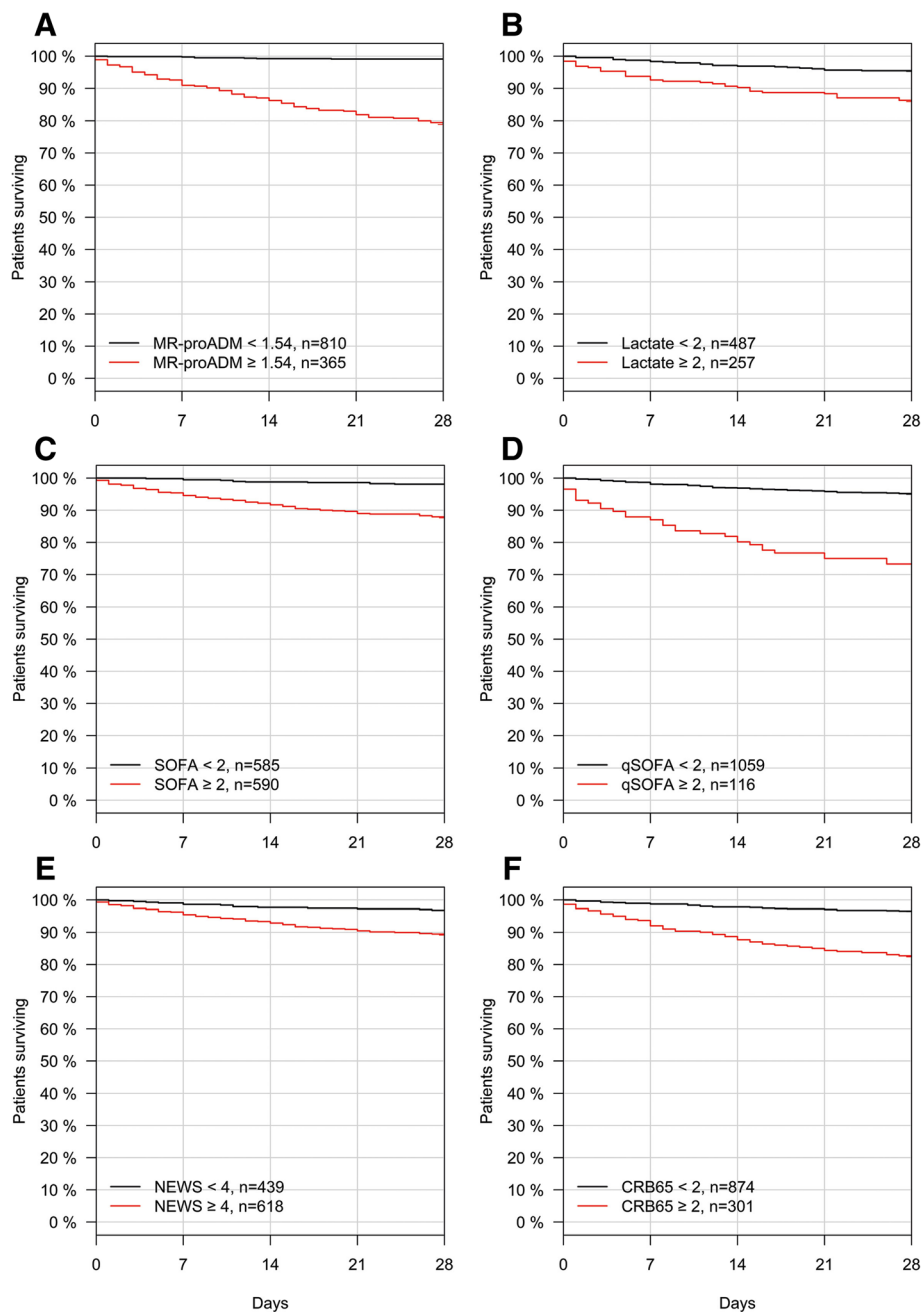 A
100 %
90 %
80 %
70 %
60 %
50 %
40 %
30 %
20 %
10 %
0 %
Patients surviving
MR-proADM < 1.54, n=810
MR-proADM ≥ 1.54, n=365
0 7 14 21 28
B
100 %
90 %
80 %
70 %
60 %
50 %
40 %
30 %
20 %
10 %
0 %
Patients surviving
Lactate < 2, n=487
Lactate ≥ 2, n=257
0 7 14 21 28
C
100 %
90 %
80 %
70 %
60 %
50 %
40 %
30 %
20 %
10 %
0 %
Patients surviving
SOFA < 2, n=585
SOFA ≥ 2, n=590
0 7 14 21 28
D
100 %
90 %
80 %
70 %
60 %
50 %
40 %
30 %
20 %
10 %
0 %
Patients surviving
qSOFA < 2, n=1059
qSOFA ≥ 2, n=116
0 7 14 21 28
E
100 %
90 %
80 %
70 %
60 %
50 %
40 %
30 %
20 %
10 %
0 %
Patients surviving
NEWS < 4, n=439
NEWS ≥ 4, n=618
0 7 14 21 28
Days
F
100 %
90 %
80 %
70 %
60 %
50 %
40 %
30 %
20 %
10 %
0 %
Patients surviving
CRB65 < 2, n=874
CRB65 ≥ 2, n=301
0 7 14 21 28
Days